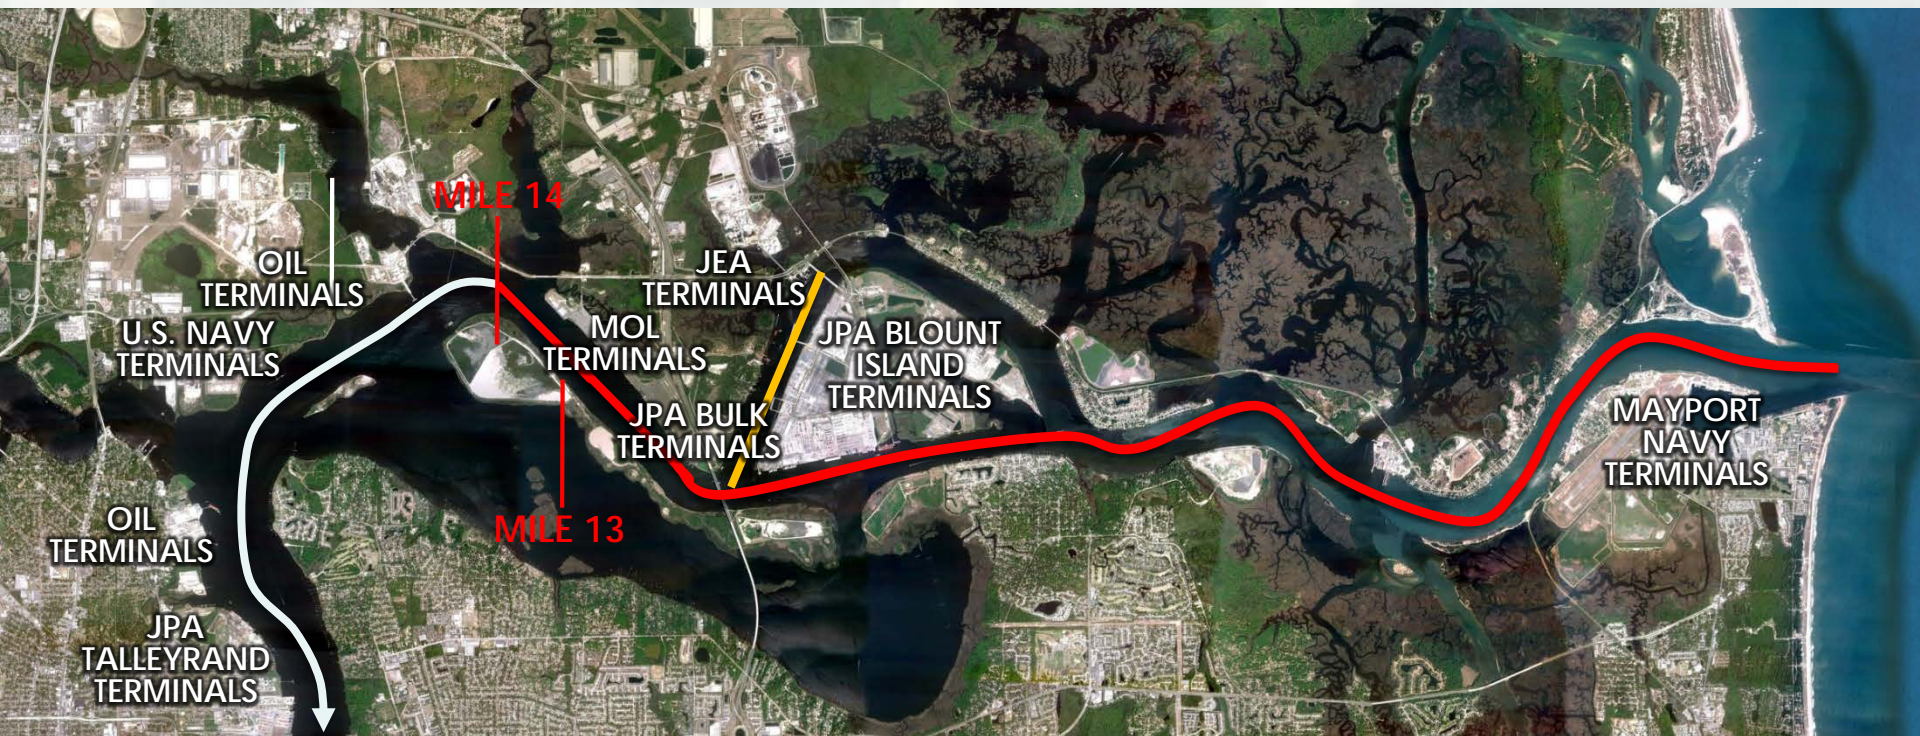 MILE 14
OIL
TERMINALS
JEA
TERMINALS
U.S. NAVY
TERMINALS
MOL
TERMINALS
JPA BLOUNT
ISLAND
TERMINALS
JPA BULK
TERMINALS
MAYPORT
NAVY
TERMINALS
OIL
TERMINALS
MILE 13
JPA
TALLEYRAND
TERMINALS